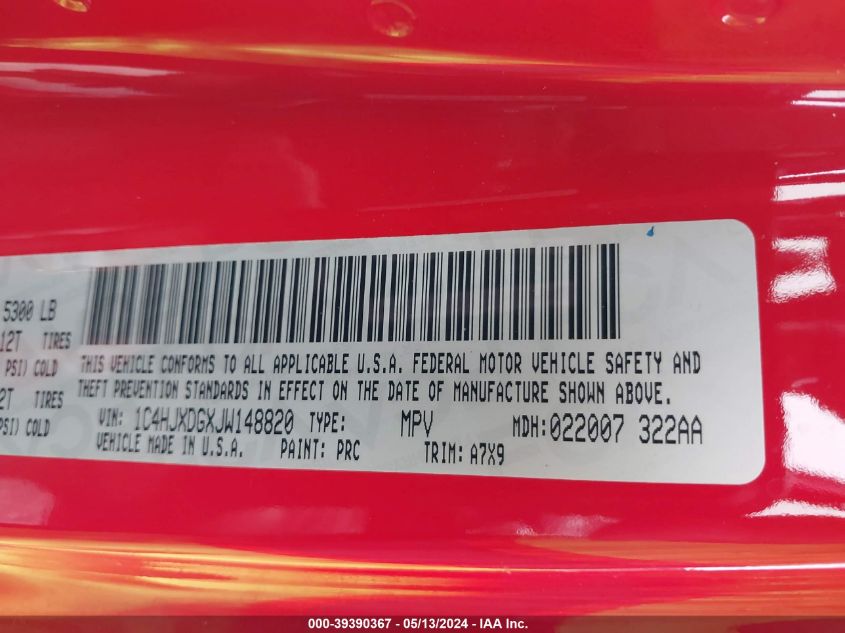 5300 LB
12T TIRES
PSI) COLD
2T TIRES
PSI) COLD
THIS VEHICLE CONFORMS TO ALL APPLICABLE U.S.A. FEDERAL MOTOR VEHICLE SAFETY AND
THEFT PREVENTION STANDARDS IN EFFECT ON THE DATE OF MANUFACTURE SHOWN ABOVE.
VIN: 1C4HJXDGXJW148820 TYPE: MPV MDH:022007 322AA
VEHICLE MADE IN U.S.A. PAINT: PRC TRIM: A7X9
000-39390367 - 05/13/2024 - IAA Inc.